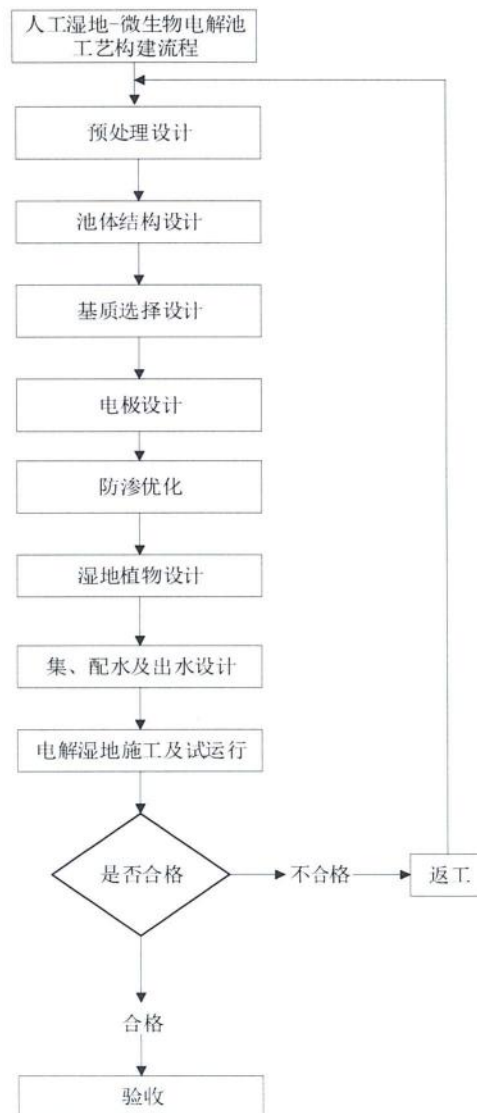 人工湿地-微生物电解池
工艺构建流程
预处理设计
池体结构设计
基质选择设计
电极设计
防渗优化
湿地植物设计
集、配水及出水设计
电解湿地施工及试运行
是否合格
不合格
返工
合格
验收